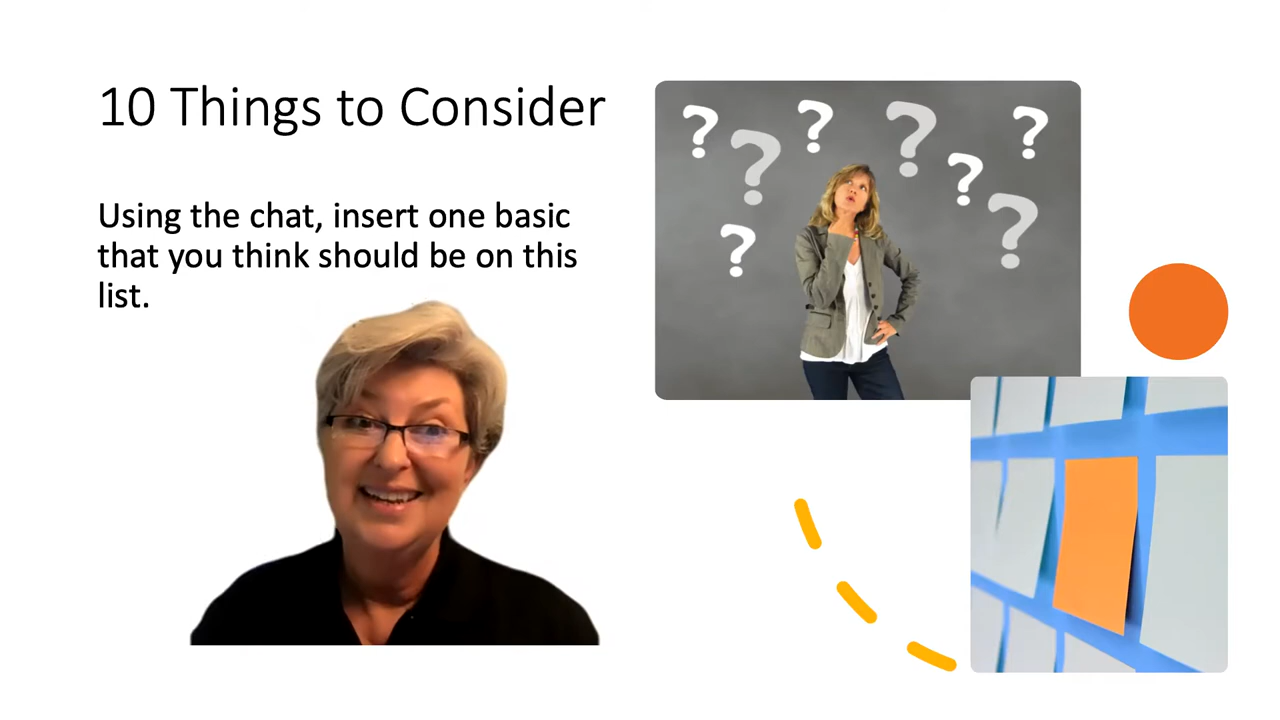 10 Things to Consider
Using the chat, insert one basic
that you think should be on this
list.
? ? ? ? ? ? ? ?